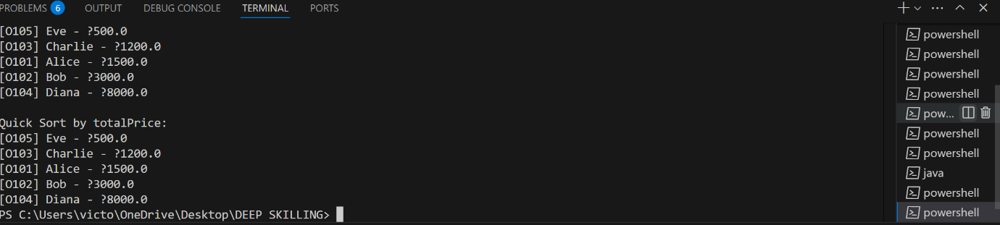 PROBLEMS 6 OUTPUT DEBUG CONSOLE TERMINAL PORTS
[O105] Eve - ?500.0
[O103] Charlie - ?1200.0
[O101] Alice - ?1500.0
[O102] Bob - ?3000.0
[O104] Diana - ?8000.0
Quick Sort by totalPrice:
[O105] Eve - ?500.0
[O103] Charlie - ?1200.0
[O101] Alice - ?1500.0
[O102] Bob - ?3000.0
[O104] Diana - ?8000.0
PS C:\Users\victo\OneDrive\Desktop\DEEP SKILLING>
powershell
powershell
powershell
powershell
pow...
powershell
powershell
java
powershell
powershell